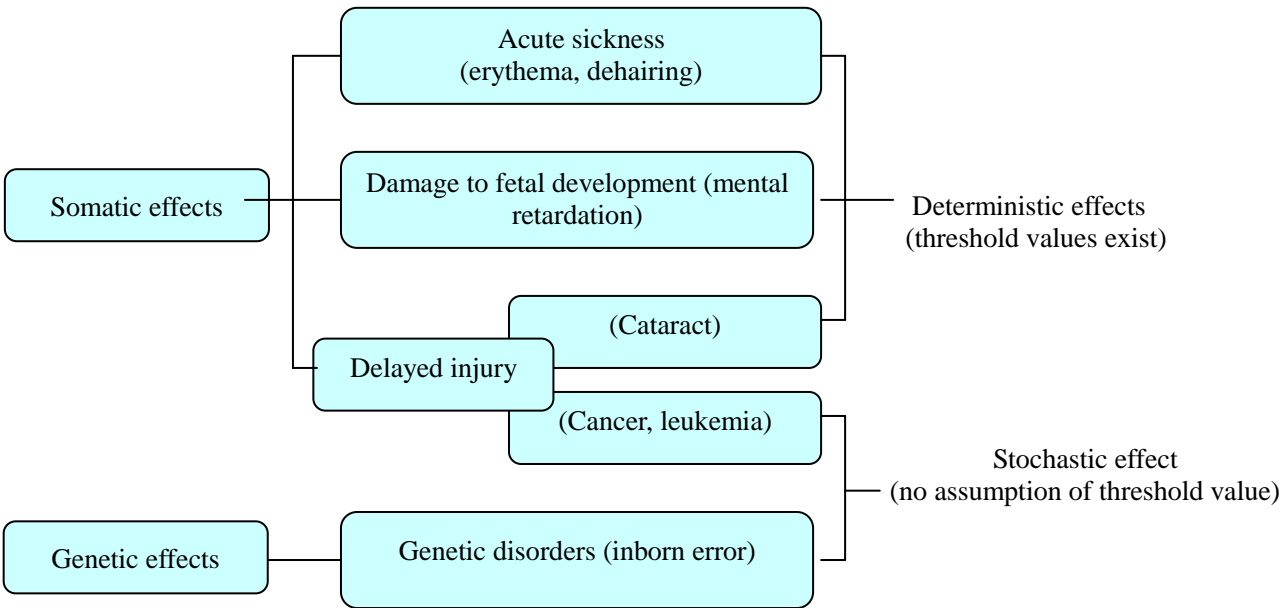 Acute sickness
(erythema, dehairing)
Somatic effects
Damage to fetal development (mental
retardation)
Deterministic effects
(threshold values exist)
(Cataract)
Delayed injury
(Cancer, leukemia)
Stochastic effect
(no assumption of threshold value)
Genetic effects
Genetic disorders (inborn error)